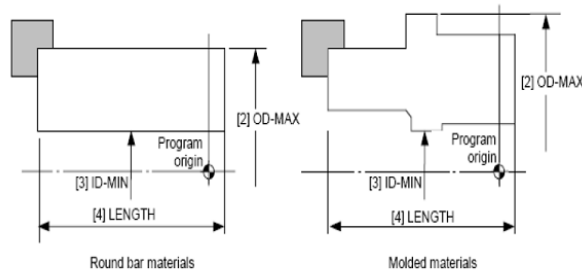 [2] OD-MAX
Program
origin
[3] ID-MIN
[4] LENGTH
Round bar materials
[2] OD-MAX
Program
origin
[3] ID-MIN
[4] LENGTH
Molded materials